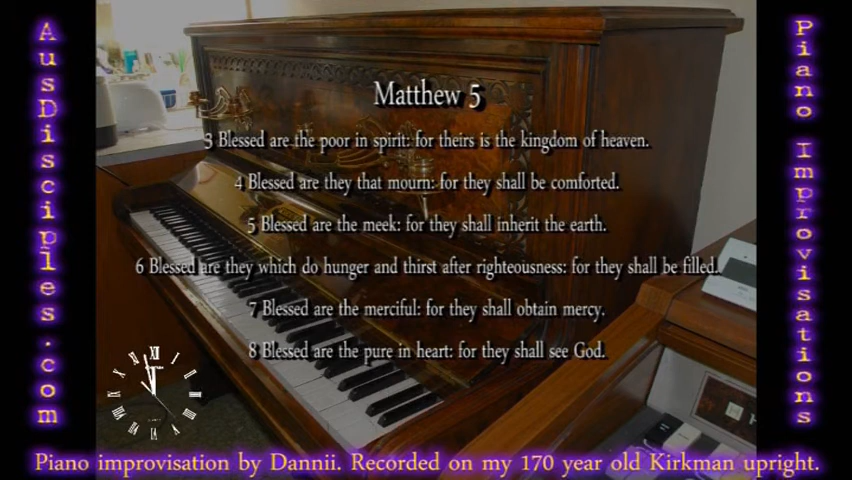 AusDisciples.com
Matthew 5
3 Blessed are the poor in spirit: for theirs is the kingdom of heaven.
4 Blessed are they that mourn: for they shall be comforted.
5 Blessed are the meek: for they shall inherit the earth.
6 Blessed are they which do hunger and thirst after righteousness: for they shall be filled.
7 Blessed are the merciful: for they shall obtain mercy.
8 Blessed are the pure in heart: for they shall see God.
Piano Improvisations
Piano improvisation by Dannii. Recorded on my 170 year old Kirkman upright.